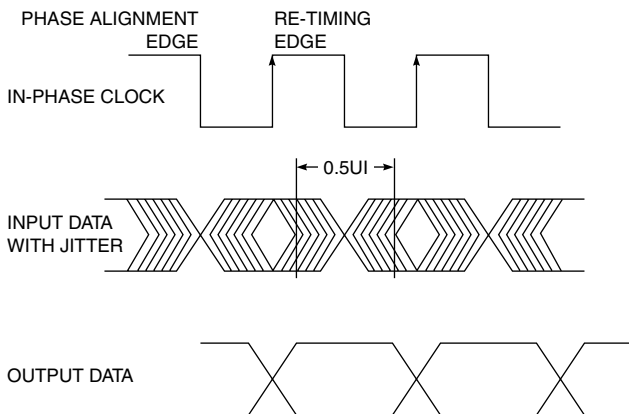 PHASE ALIGNMENT
EDGE
RE-TIMING
EDGE
IN-PHASE CLOCK
0.5UI
INPUT DATA
WITH JITTER
OUTPUT DATA